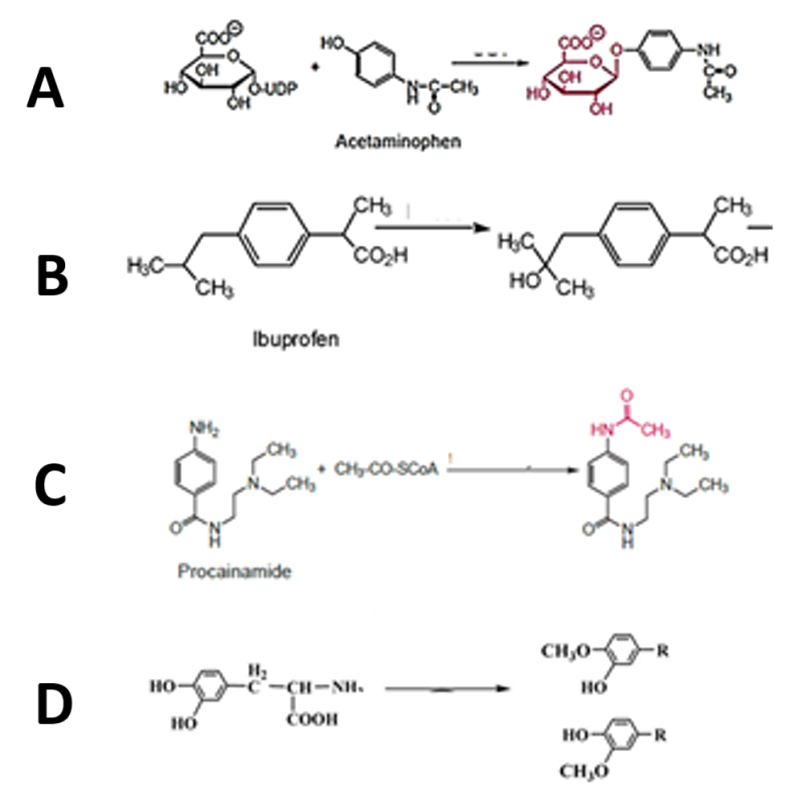 A
COO⊖
OH
HO
OH
O-UDP
+
HO
N
H
C
O
CH₃
Acetaminophen
COO⊖
O
OH
HO
OH
NH
C=O
CH₃
B
H₃C
CH₃
CH₃
CO₂H
Ibuprofen
H₃C
HO
CH₃
CH₃
CO₂H
C
NH₂
O
N
H
N
CH₃
CH₃
+ CH₃-CO-SCoA
Procainamide
O
HN
CH₃
O
N
H
N
CH₃
CH₃
D
HO
HO
H₂
C
CH
COOH
CH₃O
HO
R
HO
CH₃O
R